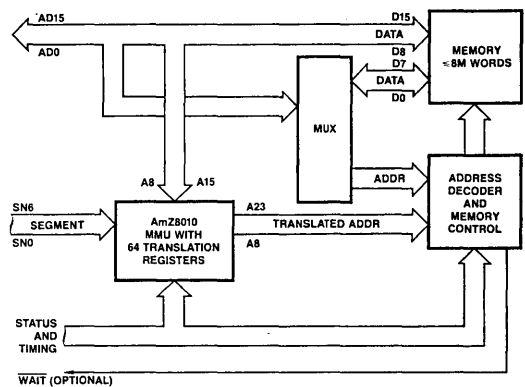 AD15
AD0
D15
DATA
D8
D7
DATA
D0
MEMORY
≤8M WORDS
MUX
A8
A15
ADDR
ADDRESS
DECODER
AND
MEMORY
CONTROL
SN6
SEGMENT
SN0
AmZ8010
MMU WITH
64 TRANSLATION
REGISTERS
A23
TRANSLATED ADDR
A8
STATUS
AND
TIMING
WAIT (OPTIONAL)